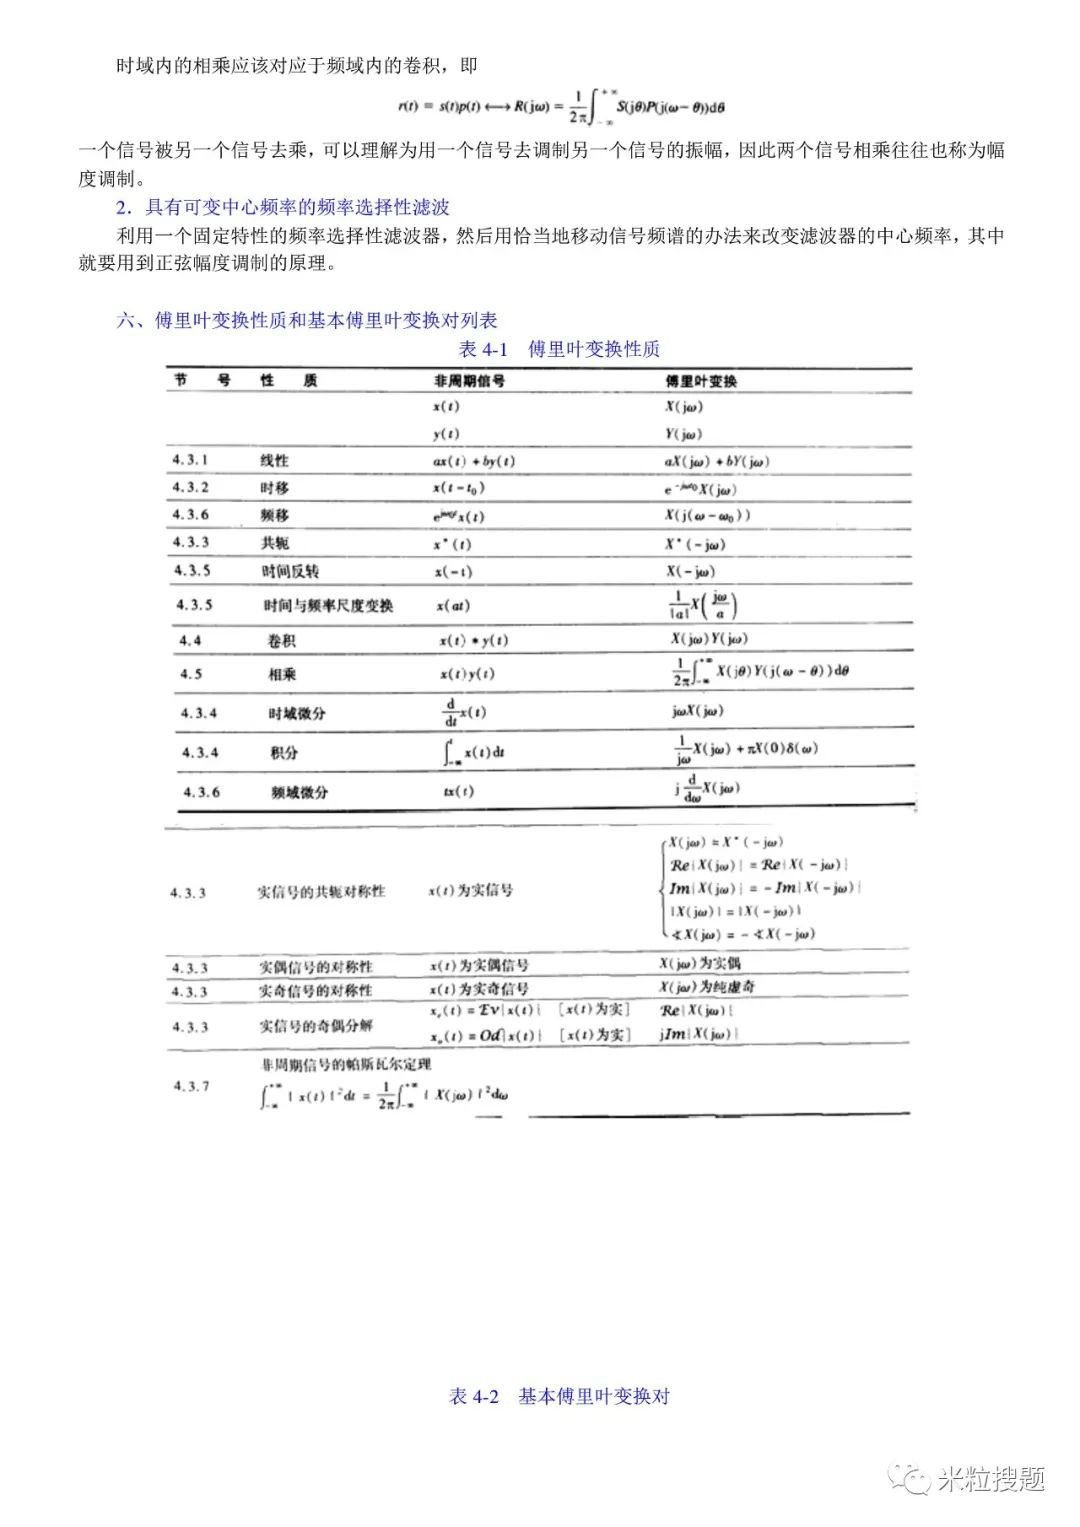 时域内的相乘应该对应于频域内的卷积，即
r(t) = s(t)p(t) ⟷ R(jω) = \frac{1}{2π}∫_{-∞}^{+∞} S(jθ)P(j(ω−θ))dθ
一个信号被另一个信号去乘，可以理解为用一个信号去调制另一个信号的振幅，因此两个信号相乘往往也称为幅
度调制。
2．具有可变中心频率的频率选择性滤波
利用一个固定特性的频率选择性滤波器，然后用恰当地移动信号频谱的办法来改变滤波器的中心频率，其中
就要用到正弦幅度调制的原理。
六、傅里叶变换性质和基本傅里叶变换对列表
表 4-1 傅里叶变换性质
节 号 性 质 非周期信号 傅里叶变换
x(t) X(jω)
y(t) Y(jω)
4.3.1 线性 ax(t)+by(t) aX(jω)+bY(jω)
4.3.2 时移 x(t−t₀) e^{-jωt₀}X(jω)
4.3.6 频移 e^{jω₀t}x(t) X(j(ω−ω₀))
4.3.3 共轭 x*(t) X*(−jω)
4.3.5 时间反转 x(−t) X(−jω)
4.3.5 时间与频率尺度变换 x(at) \frac{1}{|a|}X(\frac{jω}{a})
4.4 卷积 x(t)*y(t) X(jω)Y(jω)
4.5 相乘 x(t)y(t) \frac{1}{2π}∫_{-∞}^{+∞} X(jθ)Y(j(ω−θ))dθ
4.3.4 时域微分 \frac{d}{dt}x(t) jωX(jω)
4.3.4 积分 ∫_{-∞}^{t} x(t)dt \frac{1}{jω}X(jω)+πX(0)δ(ω)
4.3.6 频域微分 tx(t) j\frac{d}{dω}X(jω)
X(jω)=X*(−jω)
Re{X(jω)}=Re{X(−jω)}
4.3.3 实信号的共轭对称性 x(t)为实信号 Im{X(jω)}=−Im{X(−jω)}
|X(jω)|=|X(−jω)|
∢X(jω)=−∢X(−jω)
4.3.3 实偶信号的对称性 x(t)为实偶信号 X(jω)为实偶
4.3.3 实奇信号的对称性 x(t)为实奇信号 X(jω)为纯虚奇
4.3.3 实信号的奇偶分解 xₑ(t)=Ev{x(t)} [x(t)为实] Re{X(jω)}
xₒ(t)=Od{x(t)} [x(t)为实] jIm{X(jω)}
非周期信号的帕斯瓦尔定理
4.3.7 ∫_{-∞}^{+∞} |x(t)|²dt = \frac{1}{2π}∫_{-∞}^{+∞} |X(jω)|²dω
表 4-2 基本傅里叶变换对
米粒搜题